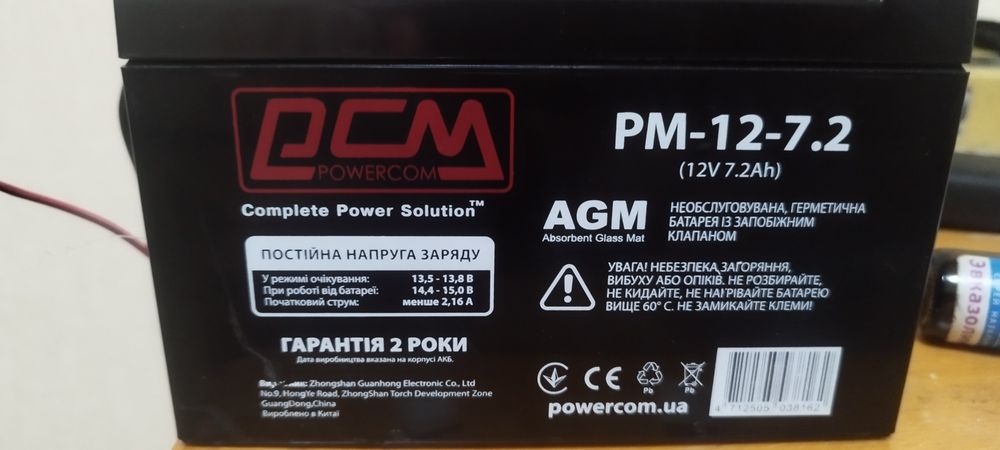 PCM
POWERCOM
Complete Power Solution™
ПОСТІЙНА НАПРУГА ЗАРЯДУ
У режимі очікування: 13,5 - 13,8 В
При роботі від батареї: 14,4 - 15,0 В
Початковий струм: менше 2,16 А
ГАРАНТІЯ 2 РОКИ
Дата виробництва вказана на корпусі АКБ.
Zhongshan Guanhong Electronic Co., Ltd
No.9, HongYe Road, ZhongShan Torch Development Zone
GuangDong,China
Вироблено в Китаї
PM-12-7.2
(12V 7.2Ah)
AGM
Absorbent Glass Mat
НЕОБСЛУГОВУВАНА, ГЕРМЕТИЧНА
БАТАРЕЯ ІЗ ЗАПОБІЖНИМ
КЛАПАНОМ
УВАГА! НЕБЕЗПЕКА ЗАГОРЯННЯ,
ВИБУХУ АБО ОПІКІВ. НЕ РОЗБИРАЙТЕ,
НЕ КИДАЙТЕ, НЕ НАГРІВАЙТЕ БАТАРЕЮ
ВИЩЕ 60° С. НЕ ЗАМИКАЙТЕ КЛЕМИ!
CE
Pb Pb
powercom.ua
4 712505 038162